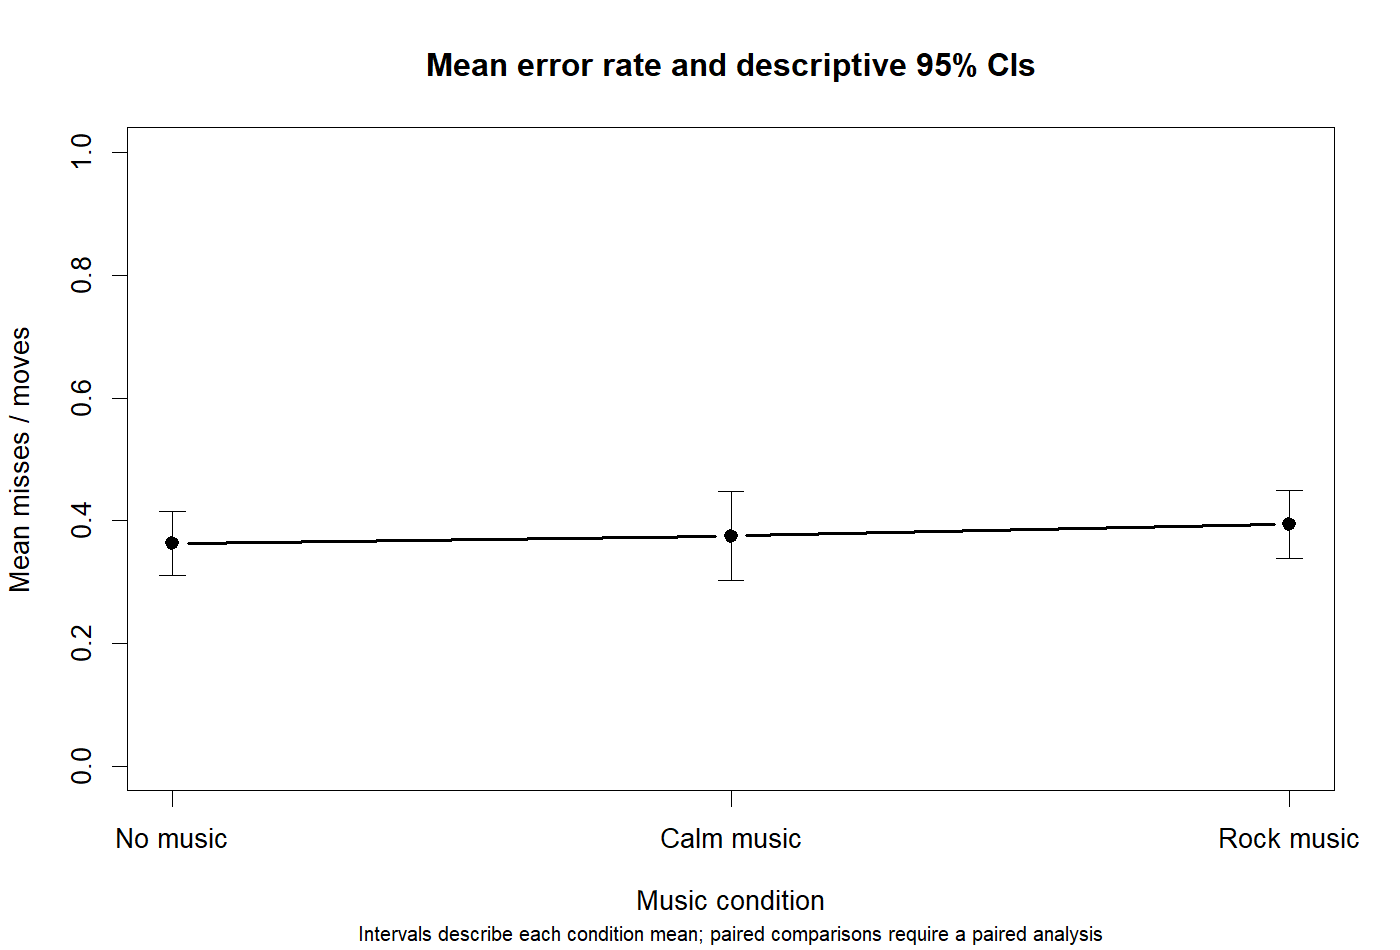 Mean error rate and descriptive 95% CIs
Mean misses / moves
1.0
0.8
0.6
0.4
0.2
0.0
No music
Calm music
Rock music
Music condition
Intervals describe each condition mean; paired comparisons require a paired analysis